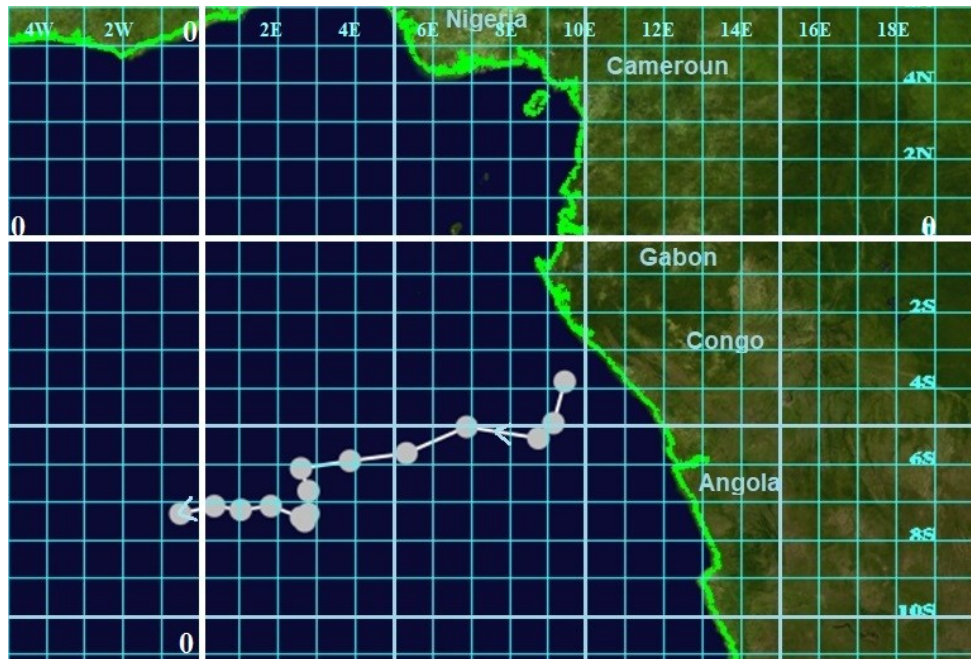 4W 2W 0 2E 4E 6E 8E 10E 12E 14E 16E 18E
Nigeria
Cameroun
4N
2N
0 0
Gabon
2S
Congo
4S
6S
Angola
8S
10S
0